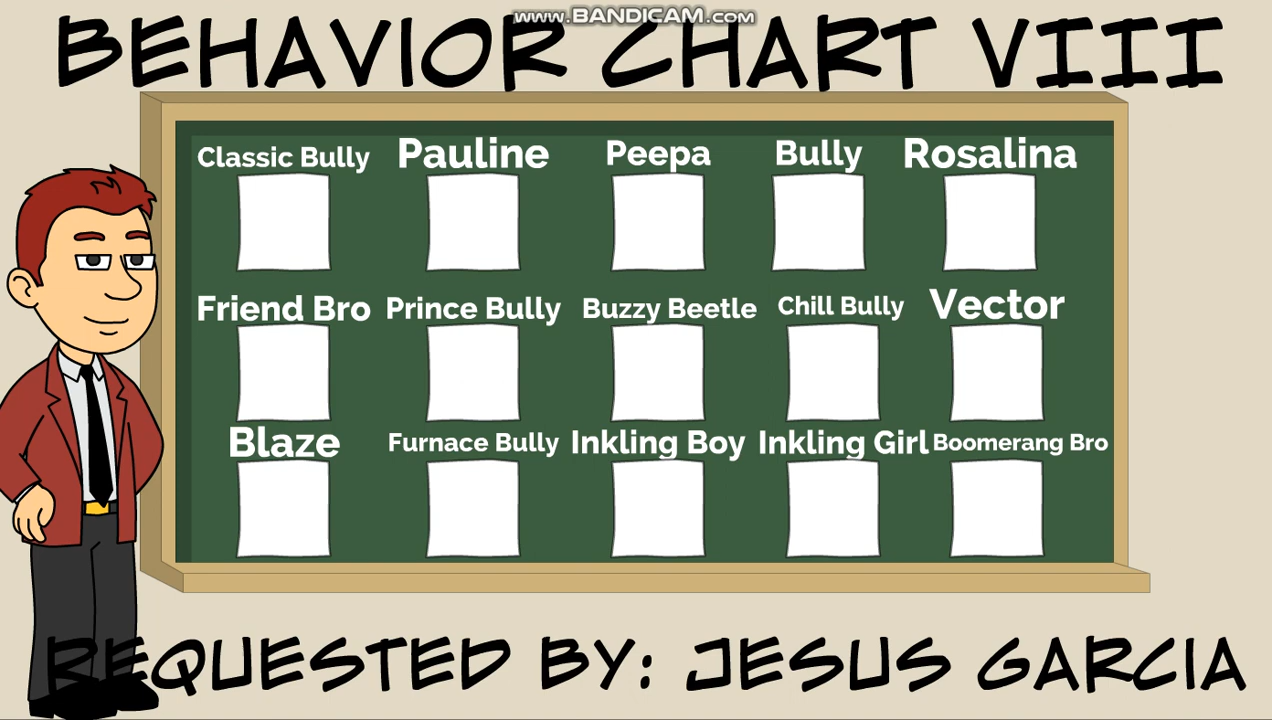 www.BANDICAM.com
BEHAVIOR CHART VIII
Classic Bully Pauline Peepa Bully Rosalina
Friend Bro Prince Bully Buzzy Beetle Chill Bully Vector
Blaze Furnace Bully Inkling Boy Inkling Girl Boomerang Bro
REQUESTED BY: JESUS GARCIA